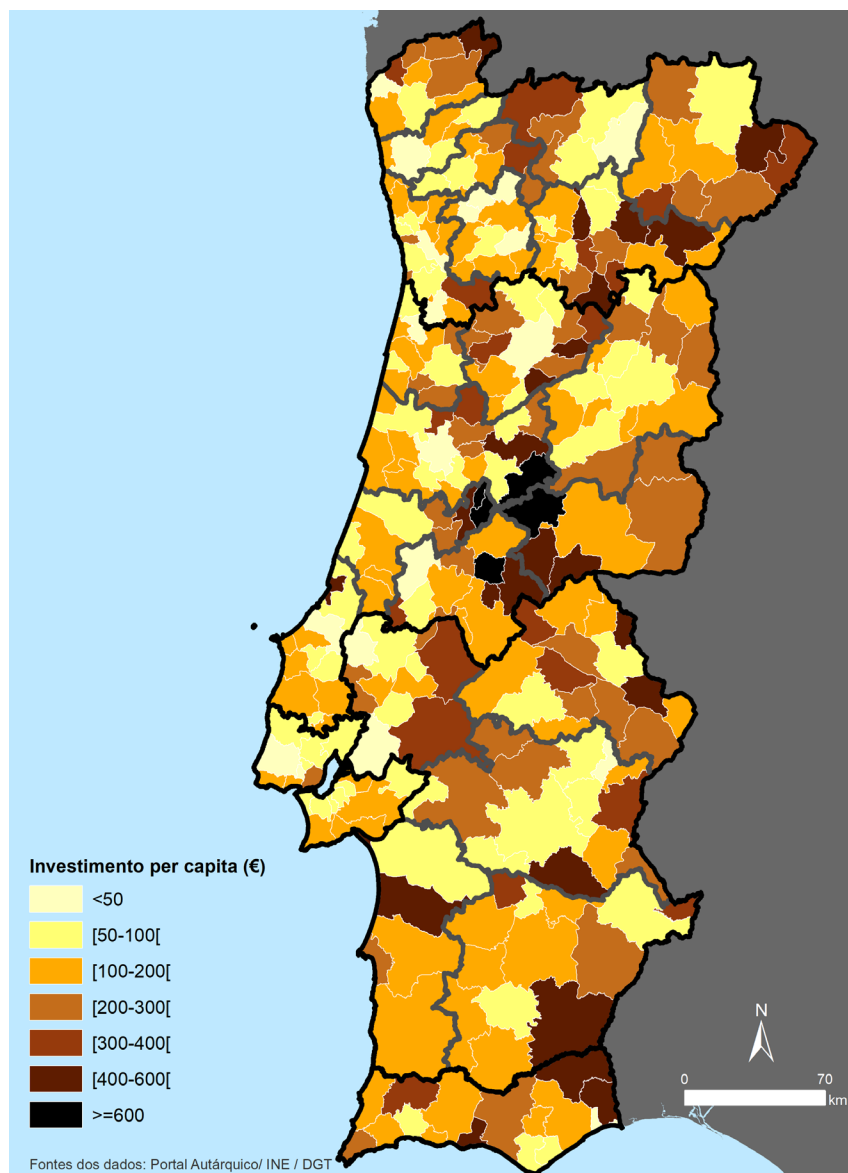 Investimento per capita (€)
<50
[50-100[
[100-200[
[200-300[
[300-400[
[400-600[
>=600
N
0 70
km
Fontes dos dados: Portal Autárquico/ INE / DGT